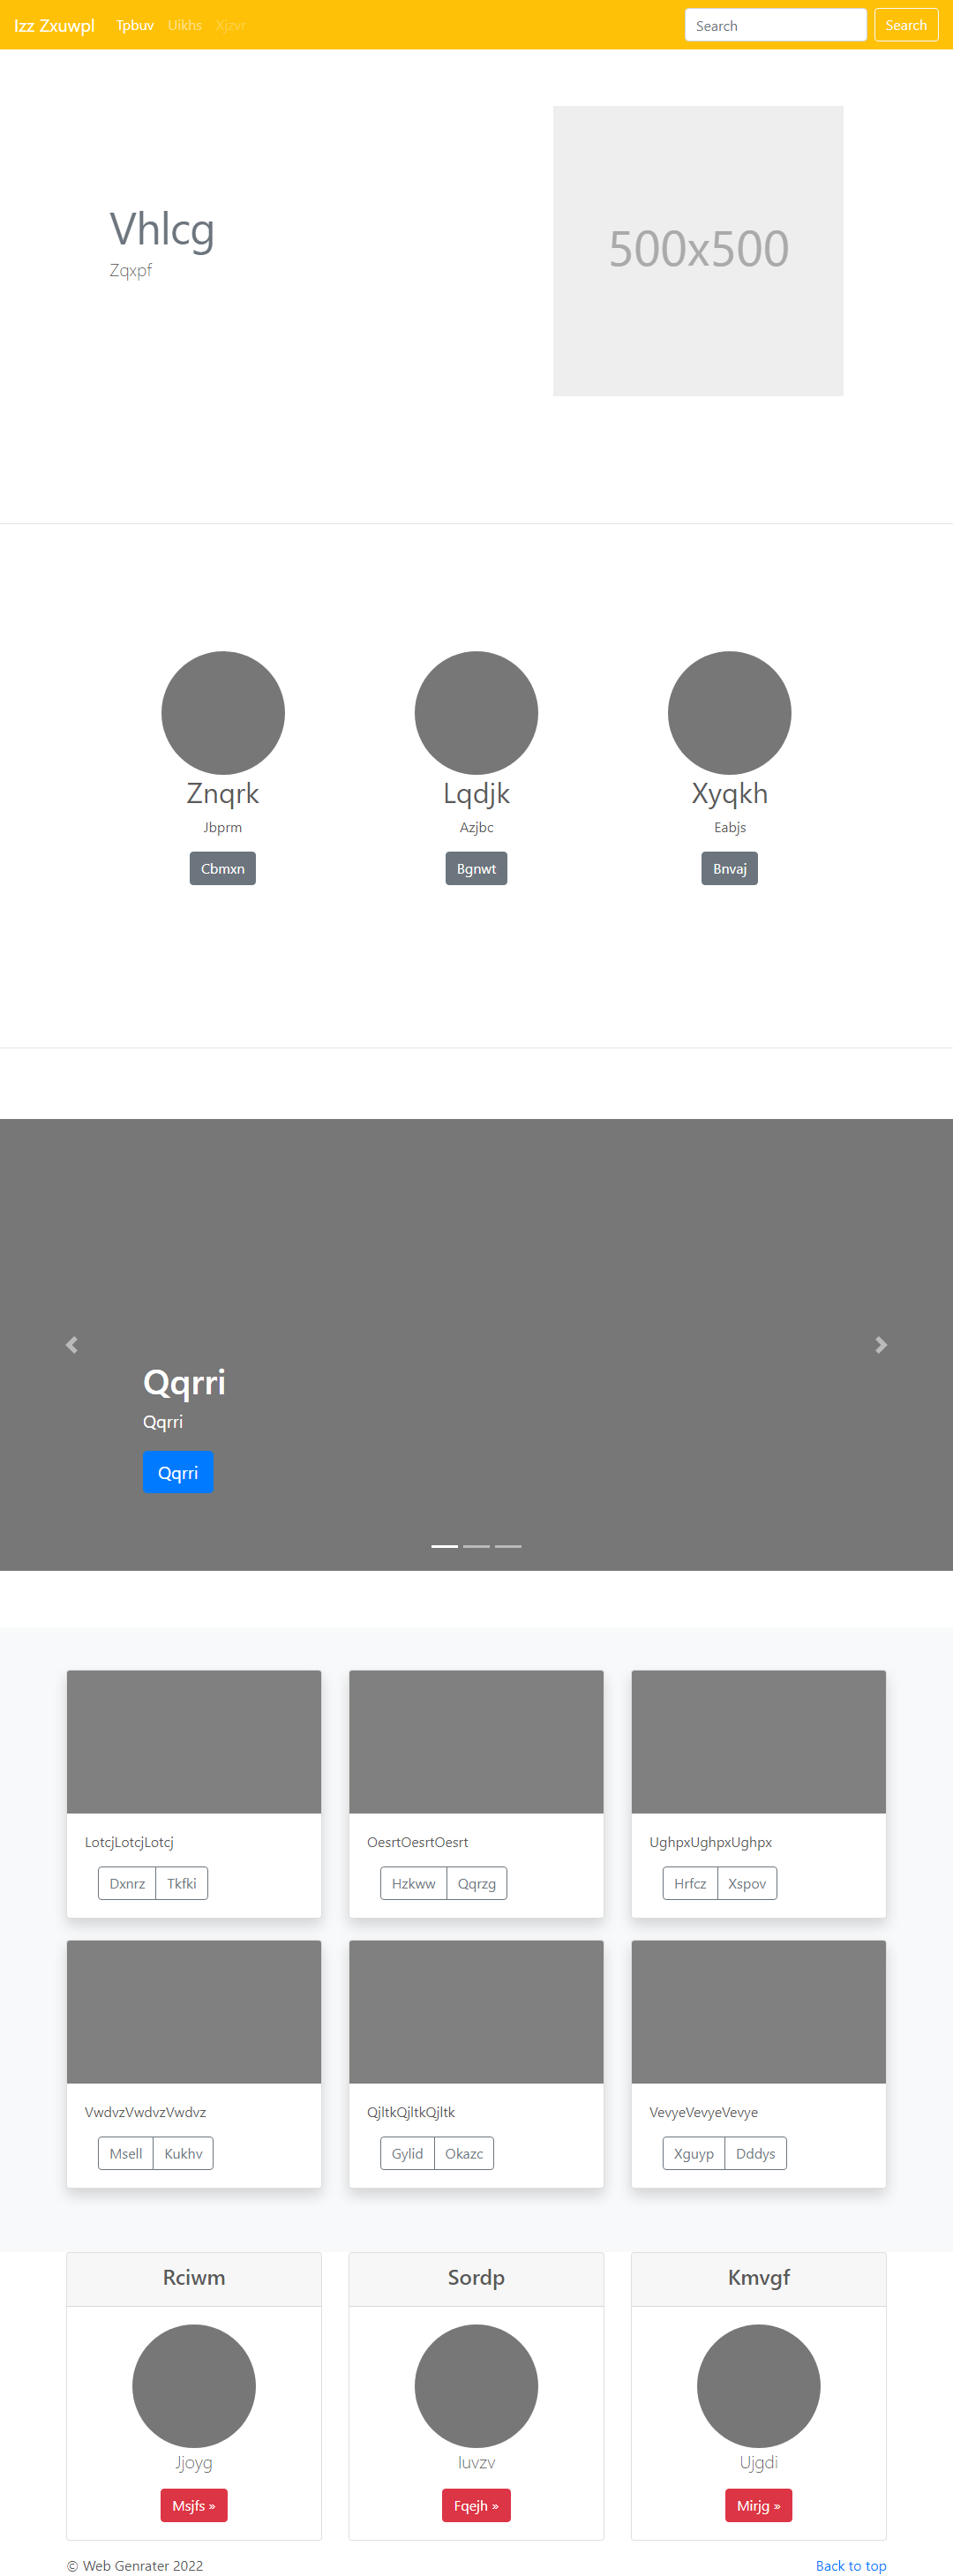 Izz Zxuwpl Tpbuv Uikhs Xjzvr Search Search
Vhlcg
Zqxpf
500x500
Znqrk Lqdjk Xyqkh
Jbprm Azjbc Eabjs
Cbmxn Bgnwt Bnvaj
Qqrri
Qqrri
Qqrri
LotcjLotcjLotcj OesrtOesrtOesrt UghpxUghpxUghpx
Dxnrz Tkfki Hzkww Qqrzg Hrfcz Xspov
VwdvzVwdvzVwdvz QjltkQjltkQjltk VevyeVevyeVevye
Msell Kukhv Gylid Okazc Xguyp Dddys
Rciwm Sordp Kmvgf
Jjoyg Iuvzv Ujgdi
Msjfs » Fqejh » Mirjg »
© Web Genrater 2022 Back to top